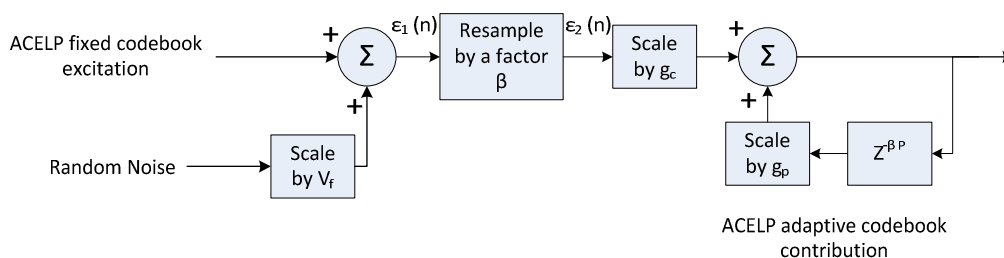 ACELP fixed codebook
excitation
+
Σ
+
ε₁ (n)
Resample
by a factor
β
ε₂ (n)
Scale
by g꜀
+
Σ
+
Random Noise
Scale
by V_f
Scale
by gₚ
Z^-β P
ACELP adaptive codebook
contribution